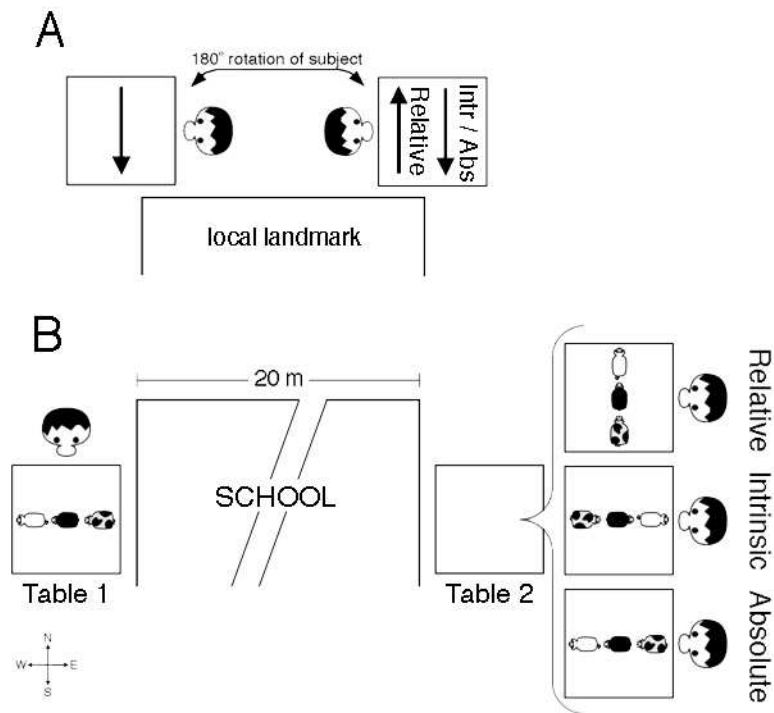 A
180° rotation of subject
Relative
Intr / Abs
local landmark
B
20 m
SCHOOL
Table 1
Table 2
Relative
Intrinsic
Absolute
N
W
E
S